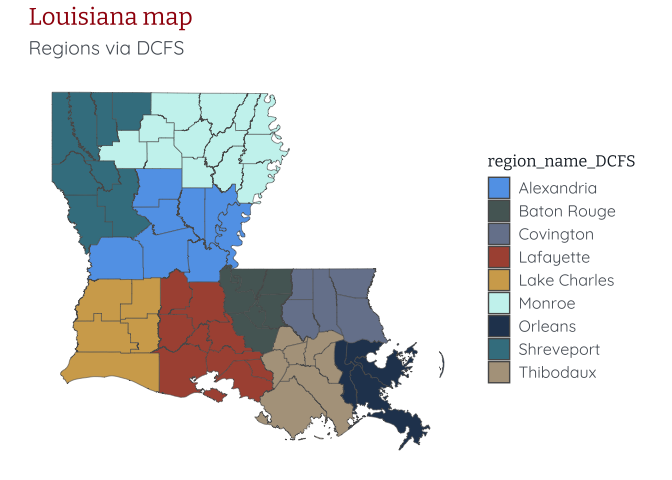 Louisiana map
Regions via DCFS
region_name_DCFS
Alexandria
Baton Rouge
Covington
Lafayette
Lake Charles
Monroe
Orleans
Shreveport
Thibodaux